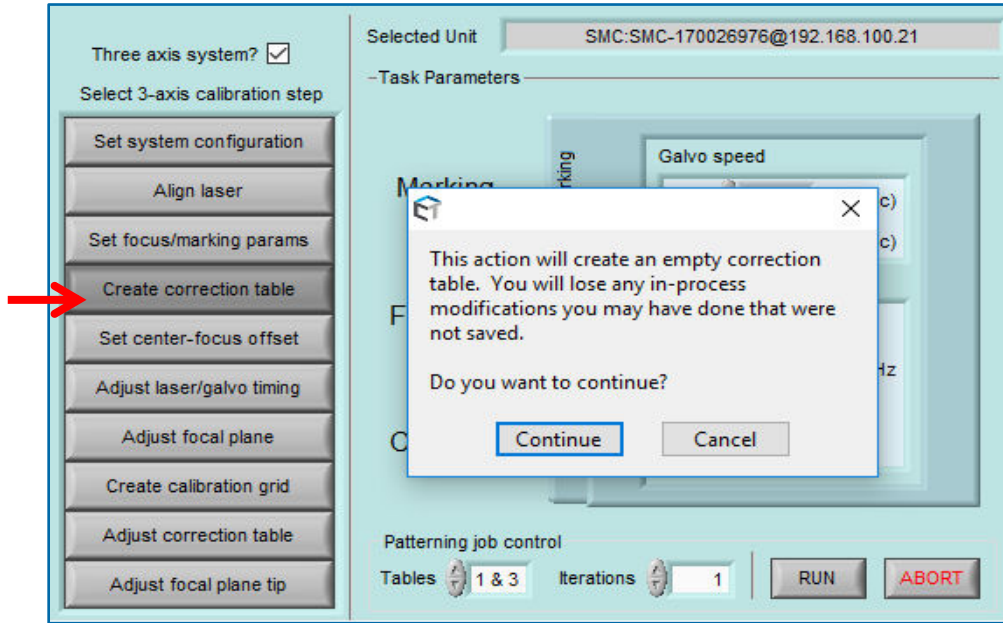 Three axis system?
Select 3-axis calibration step
Set system configuration
Align laser
Set focus/marking params
Create correction table
Set center-focus offset
Adjust laser/galvo timing
Adjust focal plane
Create calibration grid
Adjust correction table
Adjust focal plane tip
Selected Unit SMC:SMC-170026976@192.168.100.21
Task Parameters
Marking
Galvo speed
c)
c)
F
Hz
C
This action will create an empty correction
table. You will lose any in-process
modifications you may have done that were
not saved.
Do you want to continue?
Continue Cancel
Patterning job control
Tables 1 & 3 Iterations 1 RUN ABORT